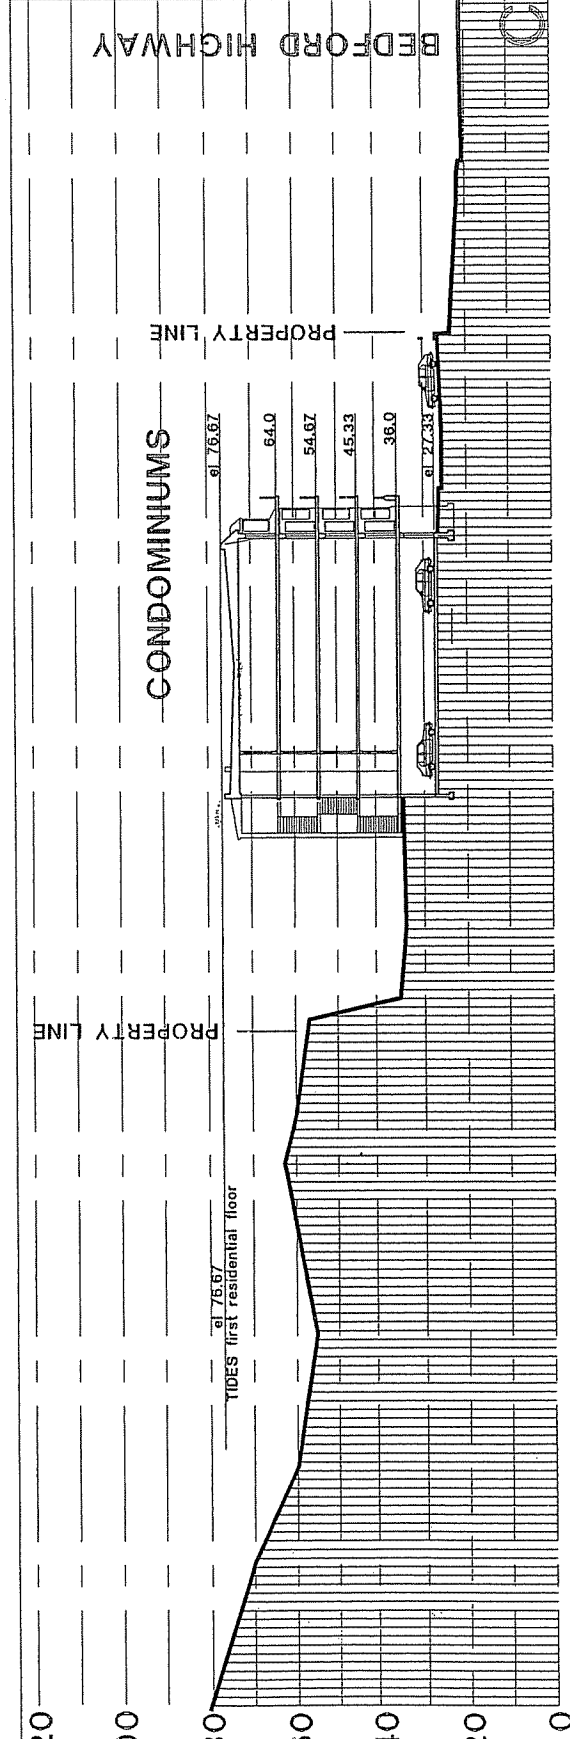 BEDFORD HIGHWAY
PROPERTY LINE
CONDOMINIUMS
el 76.67
64.0
54.67
45.33
36.0
el 27.33
PROPERTY LINE
el 76.67
TIDES first residential floor
0